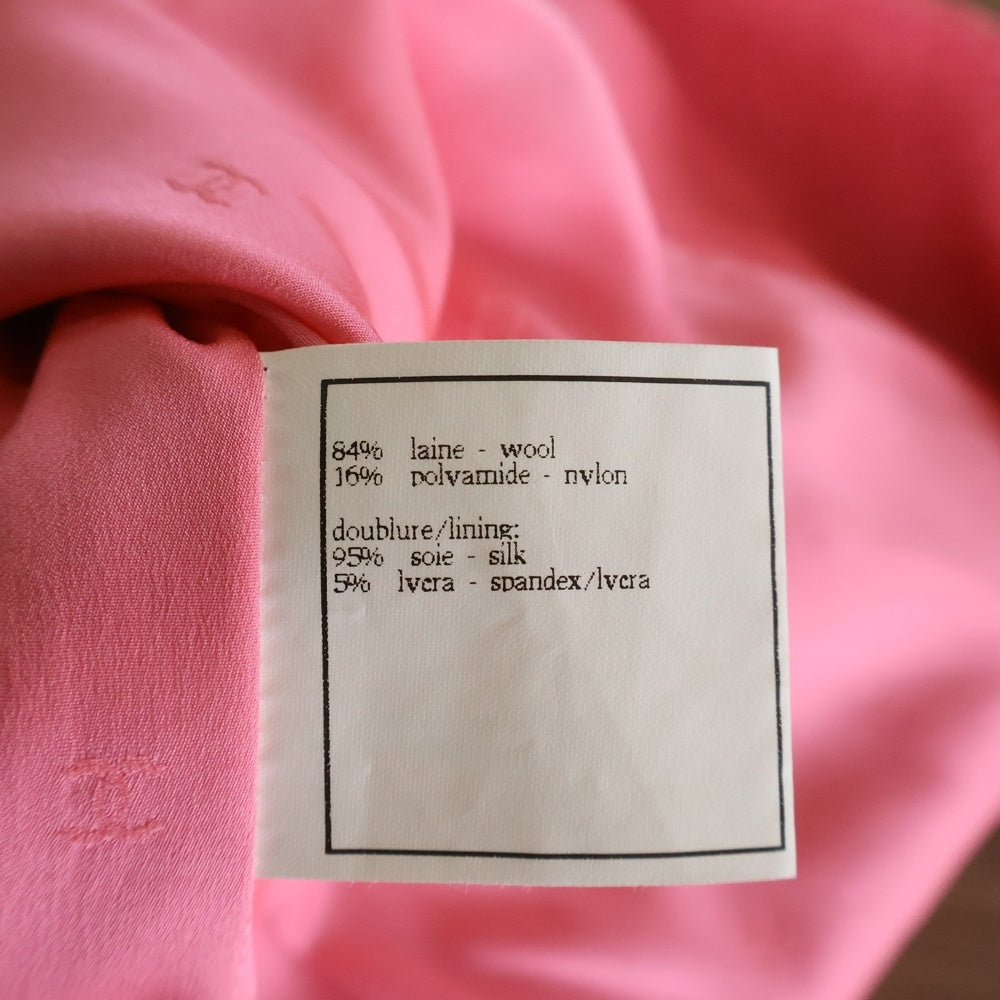 84% laine - wool
16% polyamide - nylon
doublure/lining:
95% soie - silk
5% lycra - spandex/lycra